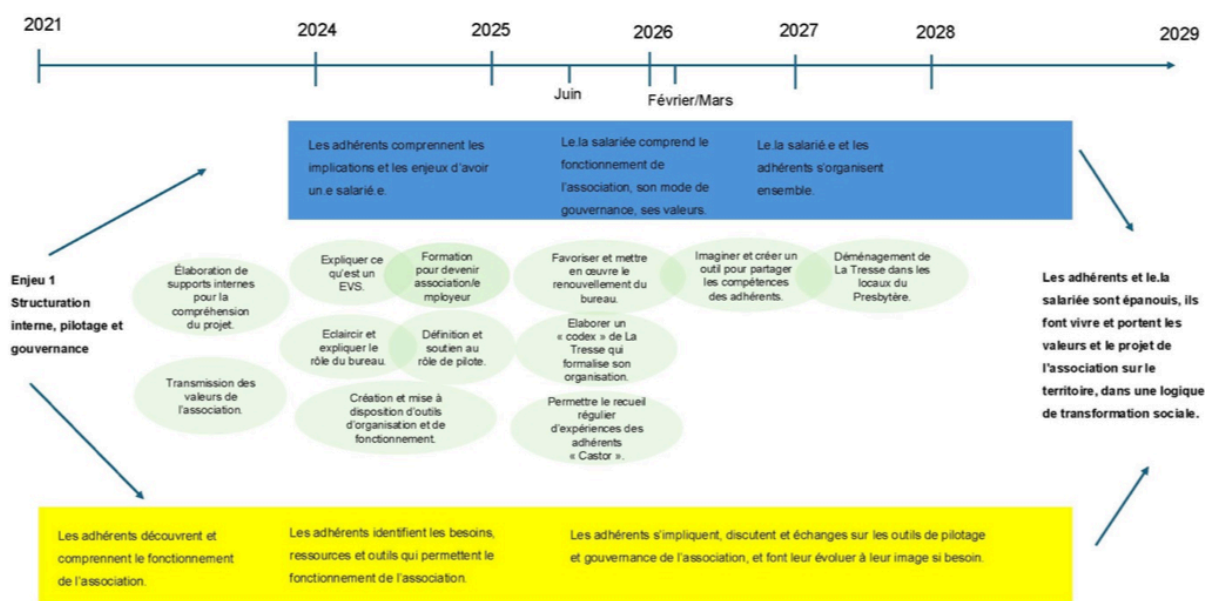 2021
2024
2025
2026
2027
2028
2029
Juin
Février/Mars
Les adhérents comprennent les
implications et les enjeux d'avoir
un.e salarié.e.
Le.la salariée comprend le
fonctionnement de
l'association, son mode de
gouvernance, ses valeurs.
Le.la salarié.e et les
adhérents s'organisent
ensemble.
Enjeu 1
Structuration
interne, pilotage et
gouvernance
Élaboration de
supports internes
pour la
compréhension
du projet.
Transmission des
valeurs de
l'association.
Expliquer ce
qu'est un
EVS.
Formation
pour devenir
association/e
mployeur
Eclaircir et
expliquer le
rôle du bureau.
Définition et
soutien au
rôle de pilote.
Création et mise à
disposition d'outils
d'organisation et de
fonctionnement.
Favoriser et mettre
en œuvre le
renouvellement du
bureau.
Elaborer un
« codex » de La
Tresse qui
formalise son
organisation.
Permettre le recueil
régulier
d'expériences des
adhérents
« Castor ».
Imaginer et créer un
outil pour partager
les compétences
des adhérents.
Déménagement de
La Tresse dans les
locaux du
Presbytère.
Les adhérents et le.la
salariée sont épanouis, ils
font vivre et portent les
valeurs et le projet de
l'association sur le
territoire, dans une logique
de transformation sociale.
Les adhérents découvrent et
comprennent le fonctionnement
de l'association.
Les adhérents identifient les besoins,
ressources et outils qui permettent le
fonctionnement de l'association.
Les adhérents s'impliquent, discutent et échanges sur les outils de pilotage
et gouvernance de l'association, et font leur évoluer à leur image si besoin.